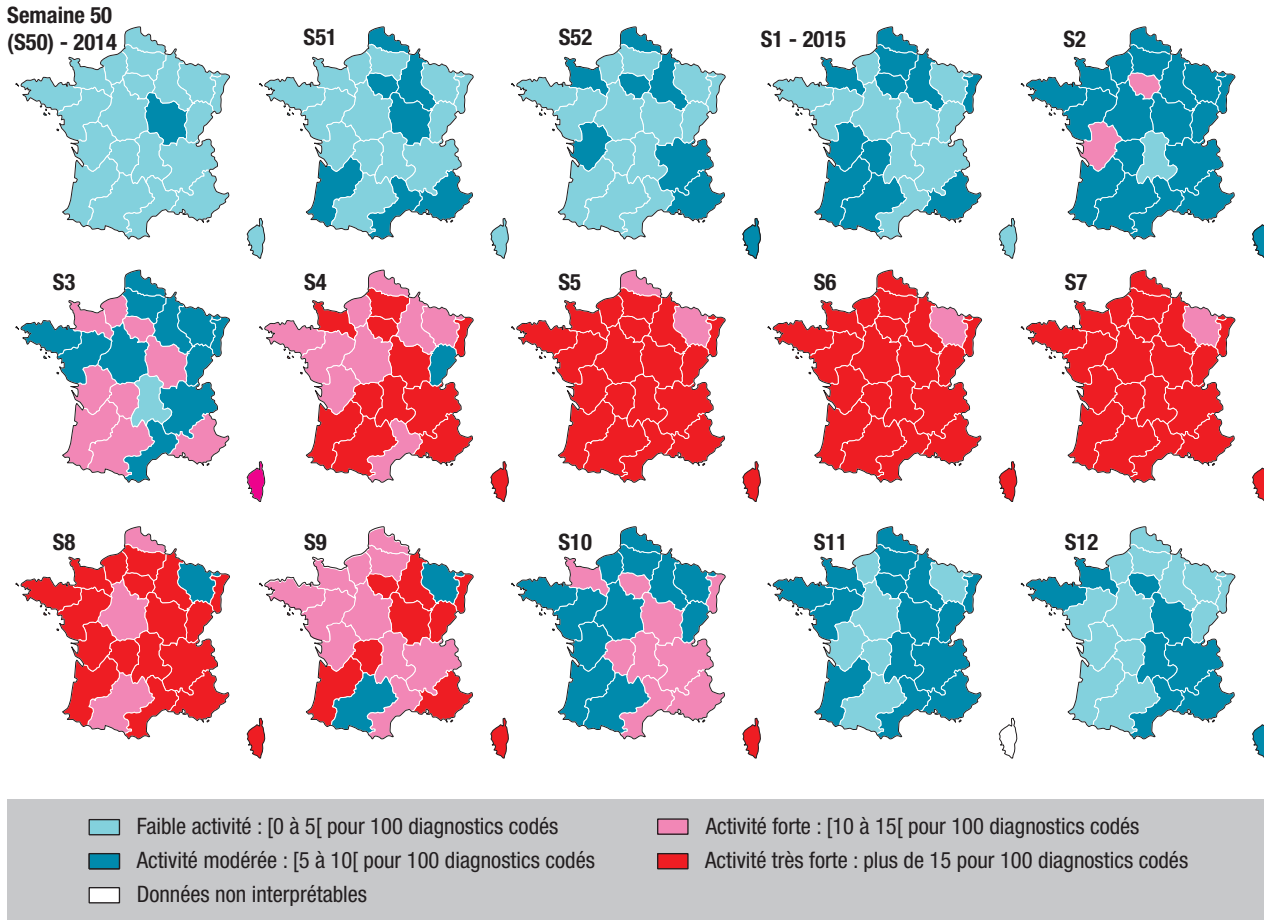 Semaine 50
(S50) - 2014
S51
S52
S1 - 2015
S2
S3
S4
S5
S6
S7
S8
S9
S10
S11
S12
Faible activité : [0 à 5[ pour 100 diagnostics codés
Activité modérée : [5 à 10[ pour 100 diagnostics codés
Données non interprétables
Activité forte : [10 à 15[ pour 100 diagnostics codés
Activité très forte : plus de 15 pour 100 diagnostics codés